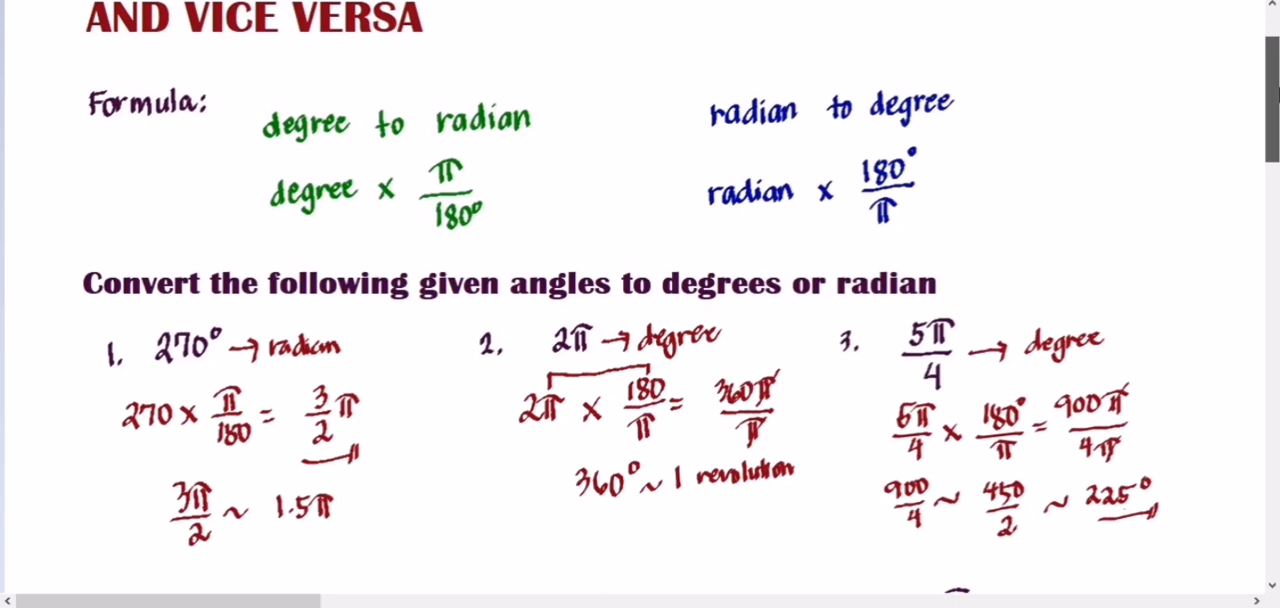 AND VICE VERSA
Formula:
degree to radian
degree × π/180°
radian to degree
radian × 180°/π
Convert the following given angles to degrees or radian
1. 270° → radian
270 × π/180 = 3/2 π
3π/2 ~ 1.5π
2. 2π → degree
2π × 180/π = 360π/π
360° ~ 1 revolution
3. 5π/4 → degree
5π/4 × 180°/π = 900π/4π
900/4 ~ 450/2 ~ 225°